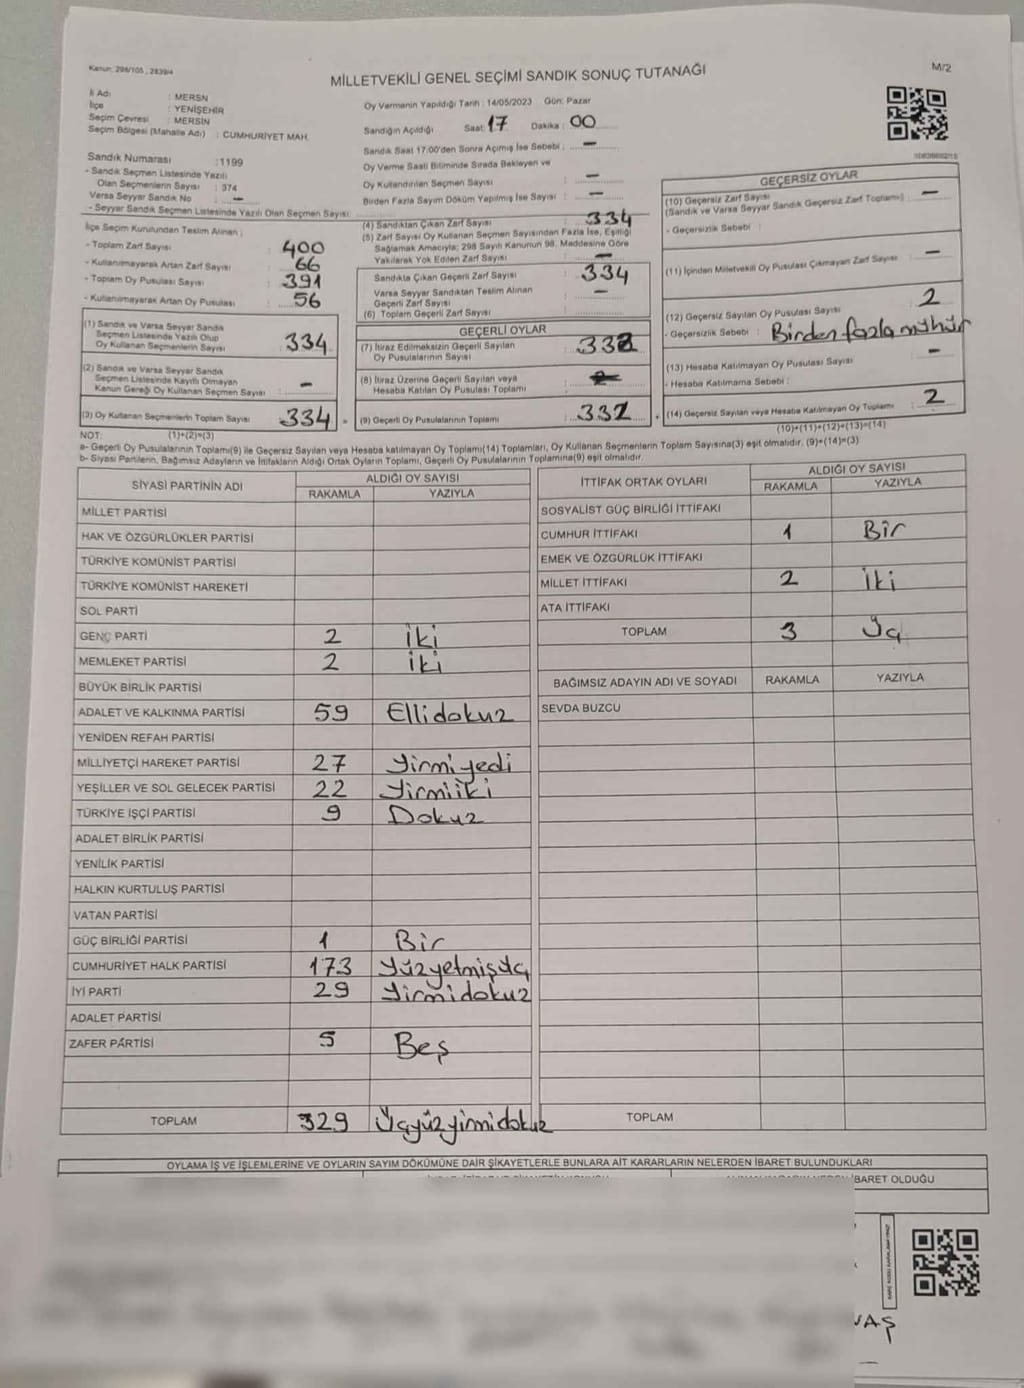 Kanun: 298/105, 2839/4
MİLLETVEKİLİ GENEL SEÇİMİ SANDIK SONUÇ TUTANAĞI
M/2
İl Adı : MERSN
İlçe : YENİŞEHİR
Seçim Çevresi : MERSIN
Seçim Bölgesi (Mahalle Adı) : CUMHURİYET MAH.
Sandık Numarası :1199
- Sandık Seçmen Listesinde Yazılı
Olan Seçmenlerin Sayısı : 374
Varsa Seyyar Sandık No : -
- Seyyar Sandık Seçmen Listesinde Yazılı Olan Seçmen Sayısı:
İlçe Seçim Kurulundan Teslim Alınan ;
- Toplam Zarf Sayısı : 400
- Kullanılmayarak Artan Zarf Sayısı : 66
- Toplam Oy Pusulası Sayısı : 391
- Kullanılmayarak Artan Oy Pusulası : 56
(1) Sandık ve Varsa Seyyar Sandık
Seçmen Listesinde Yazılı Olup
Oy Kullanan Seçmenlerin Sayısı : 334
(2) Sandık ve Varsa Seyyar Sandık
Seçmen Listesinde Kayıtlı Olmayan
Kanun Gereği Oy Kullanan Seçmen Sayısı : -
(3) Oy Kullanan Seçmenlerin Toplam Sayısı : 334 =
(1)+(2)=(3)
Oy Vermenin Yapıldığı Tarih : 14/05/2023 Gün: Pazar
Sandığın Açıldığı Saat: 17 Dakika : 00
Sandık Saat 17:00'den Sonra Açımış İse Sebebi : -
Oy Verme Saati Bitiminde Sırada Bekleyen ve
Oy Kullandırılan Seçmen Sayısı : -
Birden Fazla Sayım Döküm Yapılmış İse Sayısı : -
(4) Sandıktan Çıkan Zarf Sayısı : 334
(5) Zarf Sayısı Oy Kullanan Seçmen Sayısından Fazla İse, Eşitliği
Sağlamak Amacıyla; 298 Sayılı Kanunun 98. Maddesine Göre
Yakılarak Yok Edilen Zarf Sayısı : -
Sandıkta Çıkan Geçerli Zarf Sayısı : 334
Varsa Seyyar Sandıktan Teslim Alınan
Geçerli Zarf Sayısı : -
(6) Toplam Geçerli Zarf Sayısı :
GEÇERLİ OYLAR
(7) İtiraz Edilmeksizin Geçerli Sayılan
Oy Pusulalarının Sayısı : 332
(8) İtiraz Üzerine Geçerli Sayılan veya
Hesaba Katılan Oy Pusulası Toplamı :
(9) Geçerli Oy Pusulalarının Toplamı : 332 +
GEÇERSİZ OYLAR
(10) Geçersiz Zarf Sayısı
(Sandık ve Varsa Seyyar Sandık Geçersiz Zarf Toplamı) : -
- Geçersizlik Sebebi :
(11) İçinden Milletvekili Oy Pusulası Çıkmayan Zarf Sayısı : -
(12) Geçersiz Sayılan Oy Pusulası Sayısı : 2
- Geçersizlik Sebebi : Birden fazla mühür
(13) Hesaba Katılmayan Oy Pusulası Sayısı : -
- Hesaba Katılmama Sebebi :
(14) Geçersiz Sayılan veya Hesaba Katılmayan Oy Toplamı : 2
(10)+(11)+(12)+(13)=(14)
NOT:
a- Geçerli Oy Pusulalarının Toplamı(9) ile Geçersiz Sayılan veya Hesaba katılmayan Oy Toplamı(14) Toplamları, Oy Kullanan Seçmenlerin Toplam Sayısına(3) eşit olmalıdır. (9)+(14)=(3)
b- Siyasi Partilerin, Bağımsız Adayların ve İttifakların Aldığı Ortak Oyların Toplamı, Geçerli Oy Pusulalarının Toplamına(9) eşit olmalıdır.
SİYASİ PARTİNİN ADI ALDIĞI OY SAYISI
RAKAMLA YAZIYLA
MİLLET PARTİSİ
HAK VE ÖZGÜRLÜKLER PARTİSİ
TÜRKİYE KOMÜNİST PARTİSİ
TÜRKİYE KOMÜNİST HAREKETİ
SOL PARTİ
GENÇ PARTİ 2 İki
MEMLEKET PARTİSİ 2 İki
BÜYÜK BİRLİK PARTİSİ
ADALET VE KALKINMA PARTİSİ 59 Ellidokuz
YENİDEN REFAH PARTİSİ
MİLLİYETÇİ HAREKET PARTİSİ 27 Yirmiyedi
YEŞİLLER VE SOL GELECEK PARTİSİ 22 Yirmiiki
TÜRKİYE İŞÇİ PARTİSİ 9 Dokuz
ADALET BİRLİK PARTİSİ
YENİLİK PARTİSİ
HALKIN KURTULUŞ PARTİSİ
VATAN PARTİSİ
GÜÇ BİRLİĞİ PARTİSİ 1 Bir
CUMHURİYET HALK PARTİSİ 173 Yüzyetmişüç
İYİ PARTİ 29 Yirmidokuz
ADALET PARTİSİ
ZAFER PARTİSİ 5 Beş
TOPLAM 329 Üçyüzyirmidokuz
İTTİFAK ORTAK OYLARI ALDIĞI OY SAYISI
RAKAMLA YAZIYLA
SOSYALİST GÜÇ BİRLİĞİ İTTİFAKI
CUMHUR İTTİFAKI 1 Bir
EMEK VE ÖZGÜRLÜK İTTİFAKI
MİLLET İTTİFAKI 2 İki
ATA İTTİFAKI
TOPLAM 3 Üç
BAĞIMSIZ ADAYIN ADI VE SOYADI RAKAMLA YAZIYLA
SEVDA BUZCU
TOPLAM
OYLAMA İŞ VE İŞLEMLERİNE VE OYLARIN SAYIM DÖKÜMÜNE DAİR ŞİKAYETLERLE BUNLARA AİT KARARLARIN NELERDEN İBARET BULUNDUKLARI
İBARET OLDUĞU